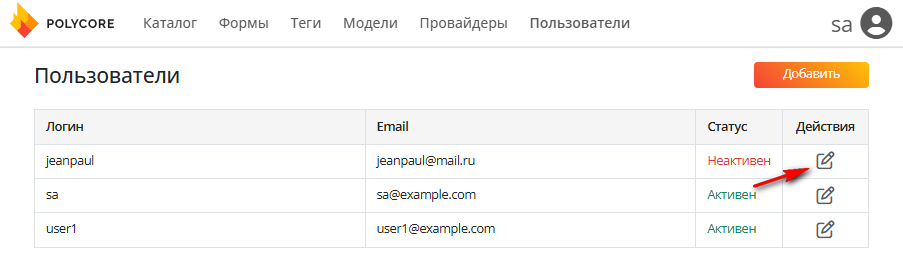 POLYCORE Каталог Формы Теги Модели Провайдеры Пользователи sa
Пользователи Добавить
Логин Email Статус Действия
jeanpaul jeanpaul@mail.ru Неактивен
sa sa@example.com Активен
user1 user1@example.com Активен